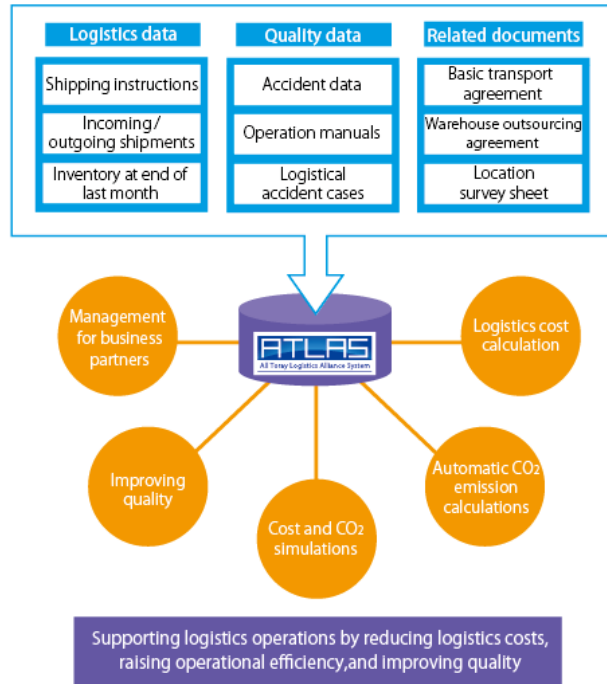 Logistics data
Quality data
Related documents
Shipping instructions
Incoming /
outgoing shipments
Inventory at end of
last month
Accident data
Operation manuals
Logistical
accident cases
Basic transport
agreement
Warehouse outsourcing
agreement
Location
survey sheet
ATLAS
All Toray Logistics Alliance System
Management
for business
partners
Logistics cost
calculation
Improving
quality
Cost and CO₂
simulations
Automatic CO₂
emission
calculations
Supporting logistics operations by reducing logistics costs,
raising operational efficiency,and improving quality